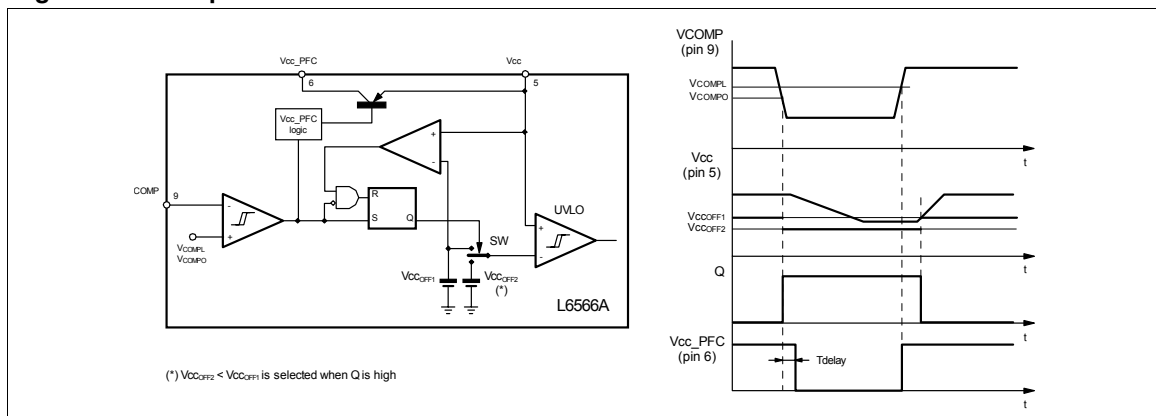 Vcc_PFC
6
Vcc
5
Vcc_PFC
logic
+
-
COMP
9
-
+
VCOMPL
VCOMPO
R
S
Q
UVLO
+
-
SW
VccOFF1
VccOFF2
(*)
L6566A
(*) VccOFF2 < VccOFF1 is selected when Q is high
VCOMP
(pin 9)
VCOMPL
VCOMPO
t
Vcc
(pin 5)
VccOFF1
VccOFF2
t
Q
t
Vcc_PFC
(pin 6)
Tdelay
t